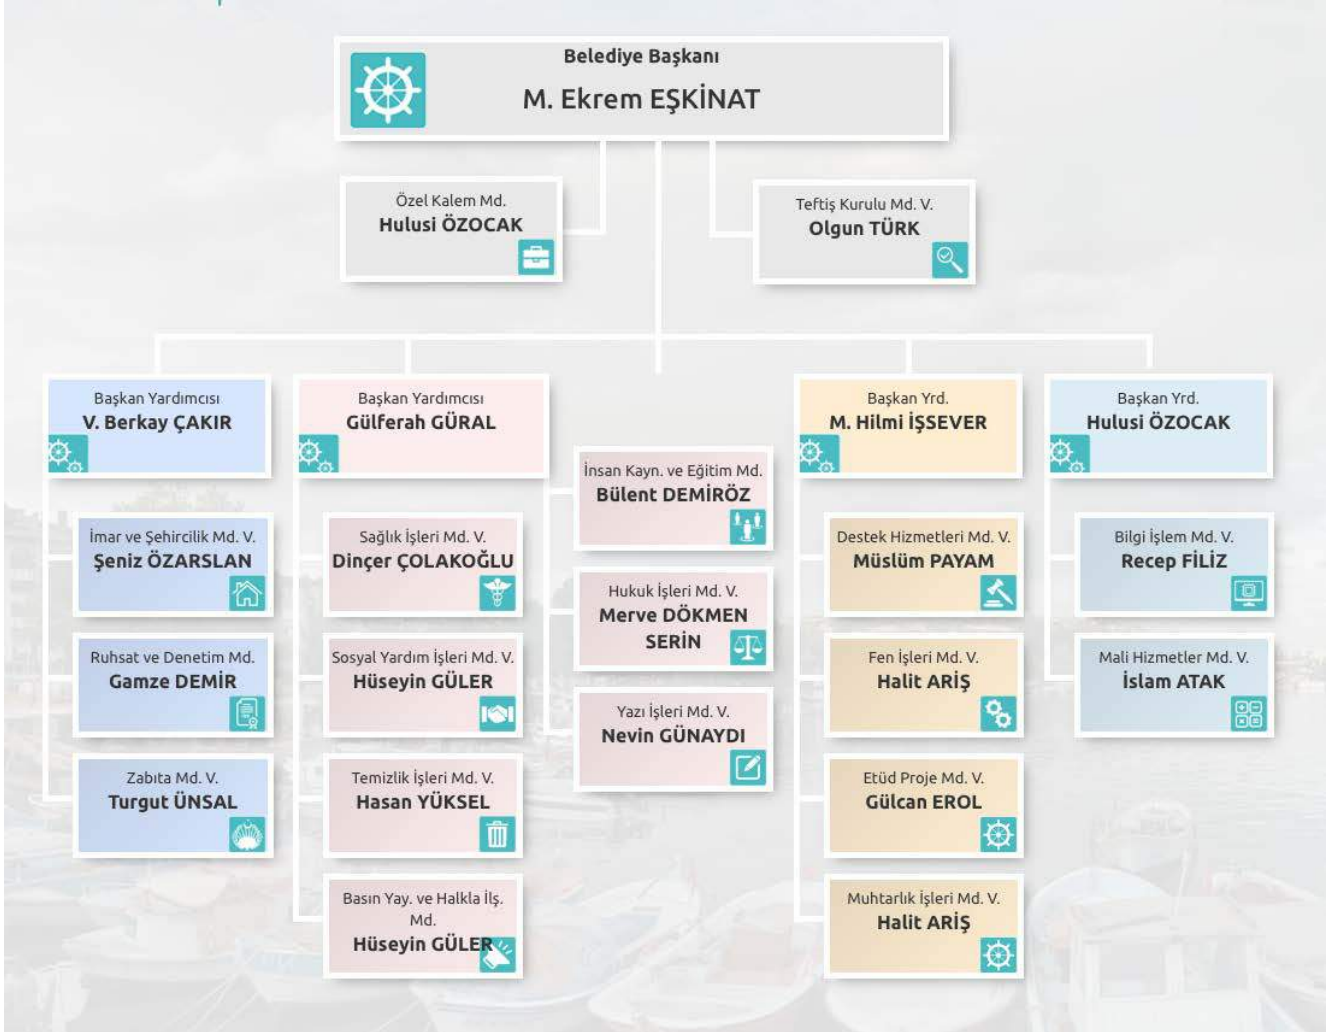 Belediye Başkanı
M. Ekrem EŞKİNAT
Özel Kalem Md.
Hulusi ÖZOCAK
Teftiş Kurulu Md. V.
Olgun TÜRK
Başkan Yardımcısı
V. Berkay ÇAKIR
İmar ve Şehircilik Md. V.
Şeniz ÖZARSLAN
Ruhsat ve Denetim Md.
Gamze DEMİR
Zabıta Md. V.
Turgut ÜNSAL
Başkan Yardımcısı
Gülferah GÜRAL
Sağlık İşleri Md. V.
Dinçer ÇOLAKOĞLU
Sosyal Yardım İşleri Md. V.
Hüseyin GÜLER
Temizlik İşleri Md. V.
Hasan YÜKSEL
Basın Yay. ve Halkla İlş.
Md.
Hüseyin GÜLER
İnsan Kayn. ve Eğitim Md.
Bülent DEMİRÖZ
Hukuk İşleri Md. V.
Merve DÖKMEN
SERİN
Yazı İşleri Md. V.
Nevin GÜNAYDI
Başkan Yrd.
M. Hilmi İŞSEVER
Destek Hizmetleri Md. V.
Müslüm PAYAM
Fen İşleri Md. V.
Halit ARİŞ
Etüd Proje Md. V.
Gülcan EROL
Muhtarlık İşleri Md. V.
Halit ARİŞ
Başkan Yrd.
Hulusi ÖZOCAK
Bilgi İşlem Md. V.
Recep FİLİZ
Mali Hizmetler Md. V.
İslam ATAK